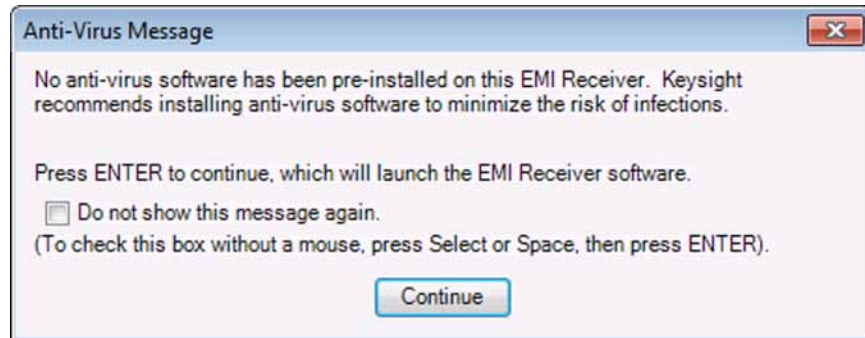 Anti-Virus Message
No anti-virus software has been pre-installed on this EMI Receiver.  Keysight
recommends installing anti-virus software to minimize the risk of infections.
Press ENTER to continue, which will launch the EMI Receiver software.
Do not show this message again.
(To check this box without a mouse, press Select or Space, then press ENTER).
Continue